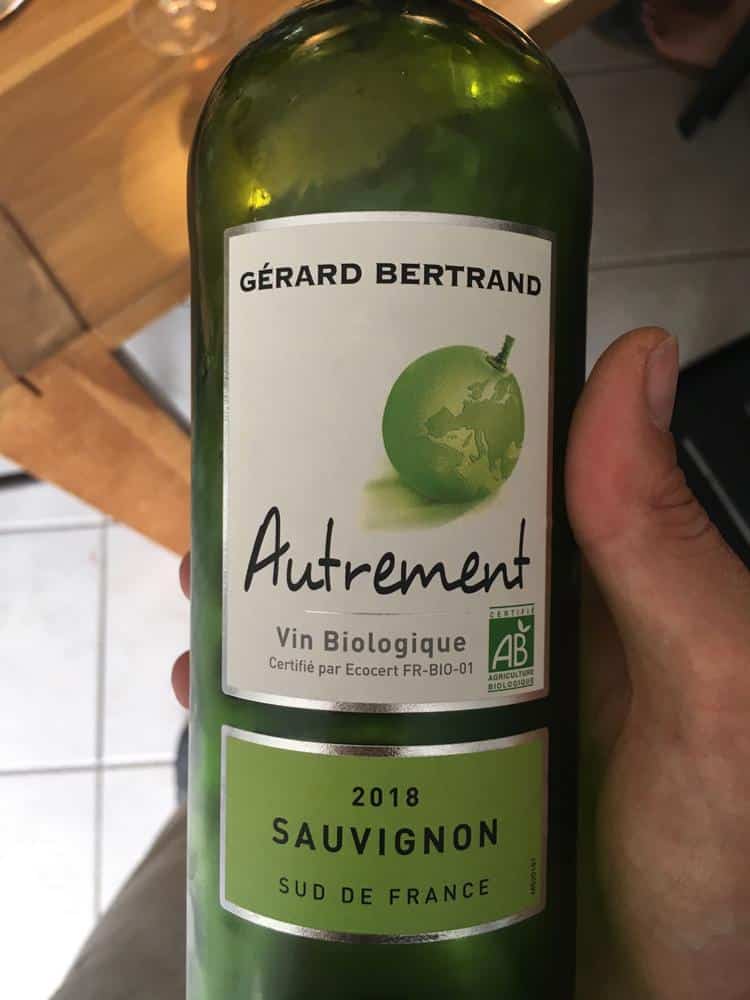 GÉRARD BERTRAND
Autrement
Vin Biologique
Certifié par Ecocert FR-BIO-01
CERTIFIÉ
AB
AGRICULTURE
BIOLOGIQUE
2018
SAUVIGNON
SUD DE FRANCE